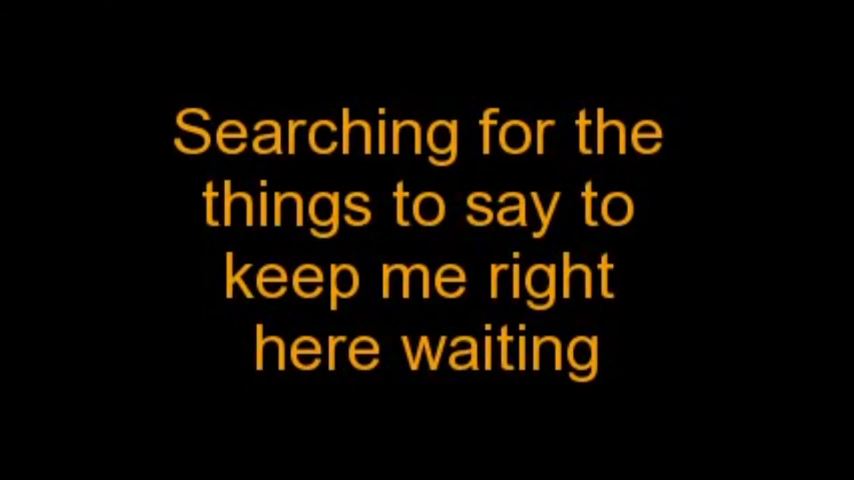 Searching for the
things to say to
keep me right
here waiting